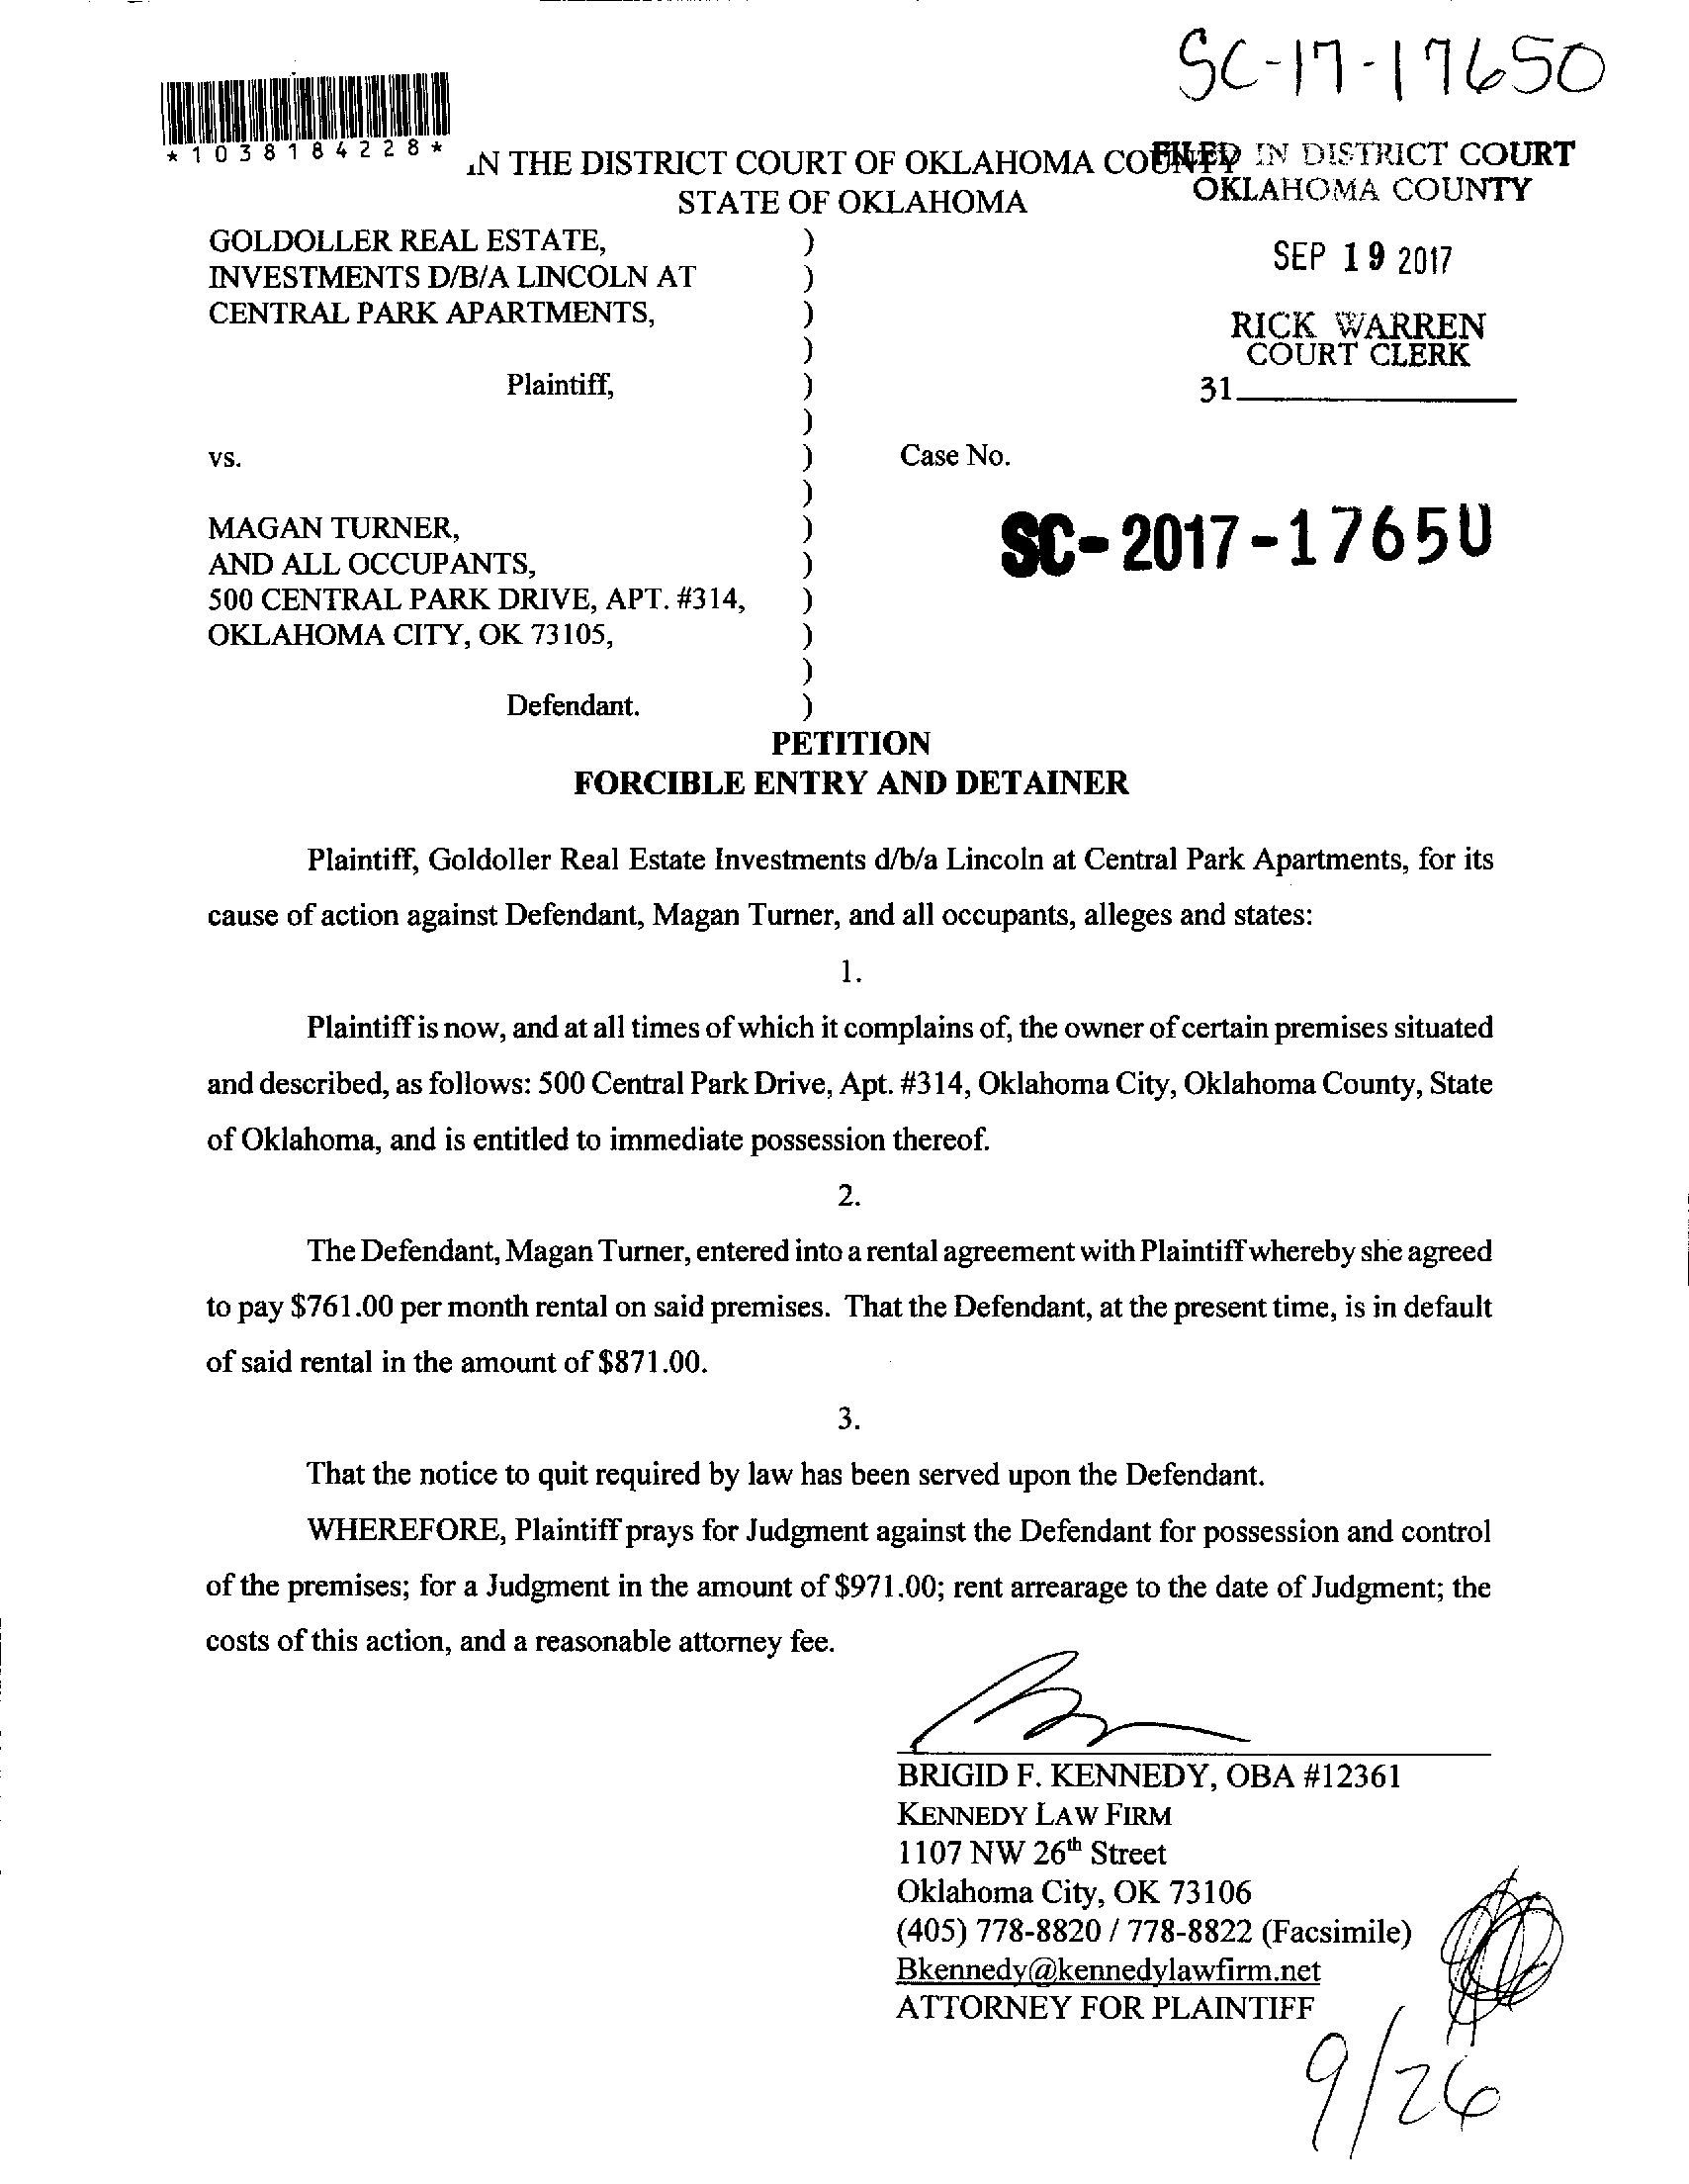 SC-17-17650
*1038184228*
IN THE DISTRICT COURT OF OKLAHOMA COUNTY
STATE OF OKLAHOMA
FILED IN DISTRICT COURT
OKLAHOMA COUNTY
SEP 19 2017
RICK WARREN
COURT CLERK
31
GOLDOLLER REAL ESTATE, )
INVESTMENTS D/B/A LINCOLN AT )
CENTRAL PARK APARTMENTS, )
)
Plaintiff, )
)
vs. ) Case No.
)
SC-2017-17650
MAGAN TURNER, )
AND ALL OCCUPANTS, )
500 CENTRAL PARK DRIVE, APT. #314, )
OKLAHOMA CITY, OK 73105, )
)
Defendant. )
PETITION
FORCIBLE ENTRY AND DETAINER
Plaintiff, Goldoller Real Estate Investments d/b/a Lincoln at Central Park Apartments, for its
cause of action against Defendant, Magan Turner, and all occupants, alleges and states:
1.
Plaintiff is now, and at all times of which it complains of, the owner of certain premises situated
and described, as follows: 500 Central Park Drive, Apt. #314, Oklahoma City, Oklahoma County, State
of Oklahoma, and is entitled to immediate possession thereof.
2.
The Defendant, Magan Turner, entered into a rental agreement with Plaintiff whereby she agreed
to pay $761.00 per month rental on said premises. That the Defendant, at the present time, is in default
of said rental in the amount of $871.00.
3.
That the notice to quit required by law has been served upon the Defendant.
WHEREFORE, Plaintiff prays for Judgment against the Defendant for possession and control
of the premises; for a Judgment in the amount of $971.00; rent arrearage to the date of Judgment; the
costs of this action, and a reasonable attorney fee.
BRIGID F. KENNEDY, OBA #12361
KENNEDY LAW FIRM
1107 NW 26th Street
Oklahoma City, OK 73106
(405) 778-8820 / 778-8822 (Facsimile)
Bkennedy@kennedylawfirm.net
ATTORNEY FOR PLAINTIFF
9/26